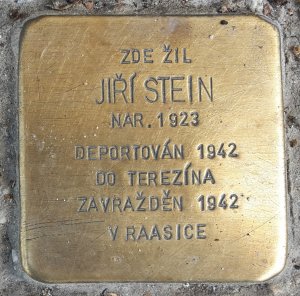 ZDE ŽIL
JIŘÍ STEIN
NAR. 1923
DEPORTOVÁN 1942
DO TEREZÍNA
ZAVRAŽDĚN 1942
V RAASICE